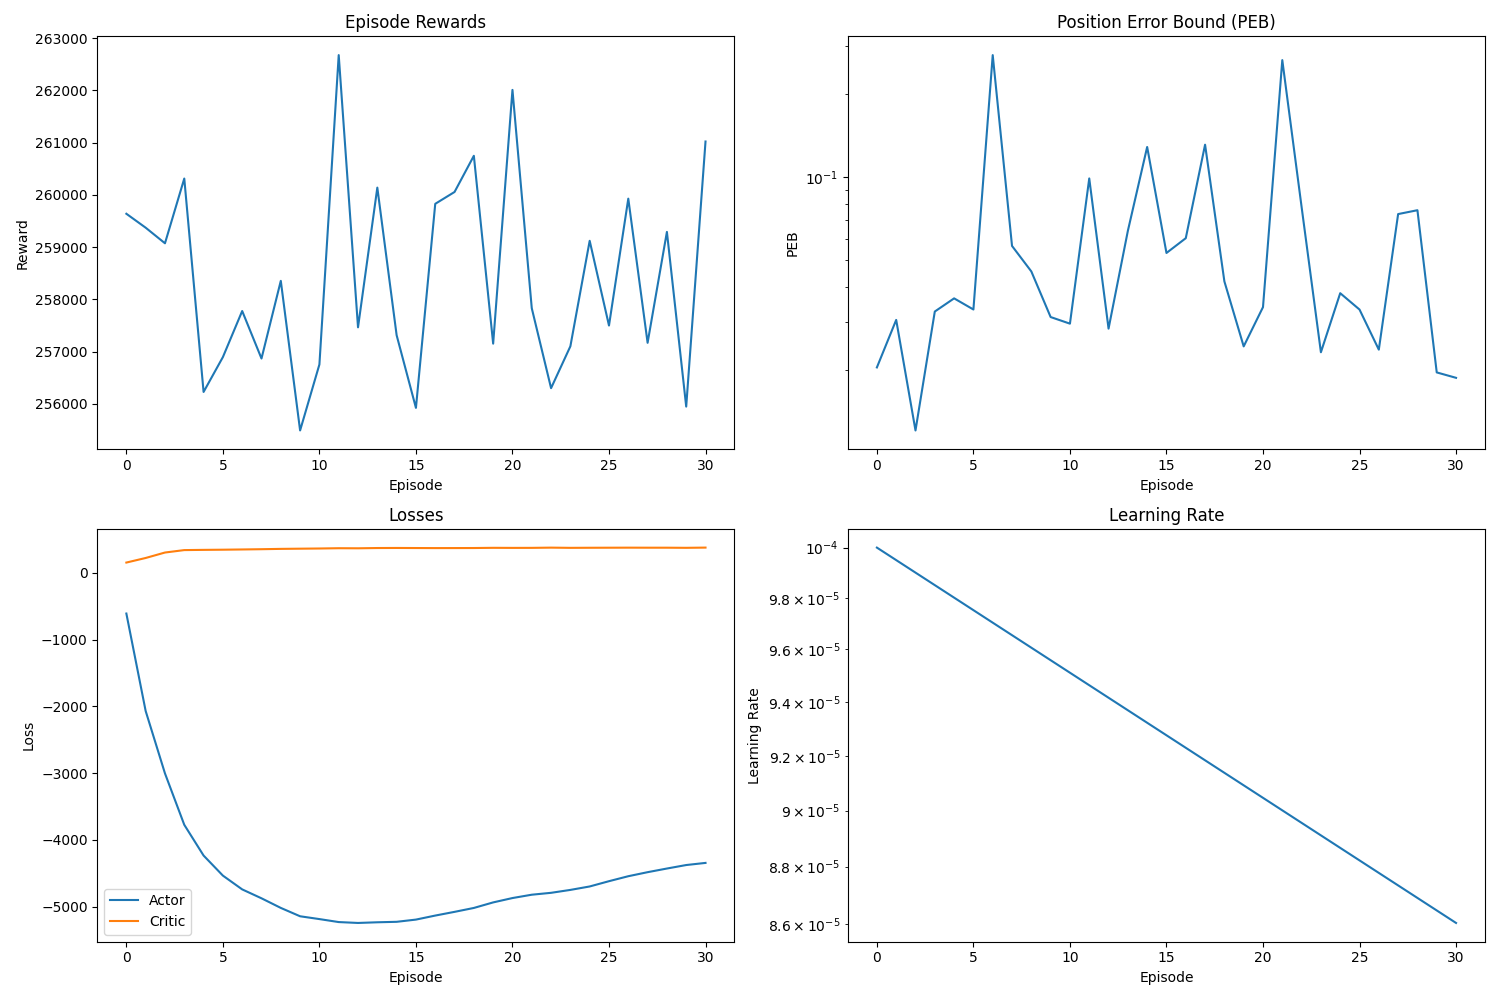 Episode Rewards
263000
262000
261000
260000
259000
258000
257000
256000
Reward
0 5 10 15 20 25 30
Episode
Position Error Bound (PEB)
10⁻¹
PEB
0 5 10 15 20 25 30
Episode
Losses
0
−1000
−2000
−3000
−4000
−5000
Loss
Actor
Critic
0 5 10 15 20 25 30
Episode
Learning Rate
10⁻⁴
9.8 × 10⁻⁵
9.6 × 10⁻⁵
9.4 × 10⁻⁵
9.2 × 10⁻⁵
9 × 10⁻⁵
8.8 × 10⁻⁵
8.6 × 10⁻⁵
Learning Rate
0 5 10 15 20 25 30
Episode